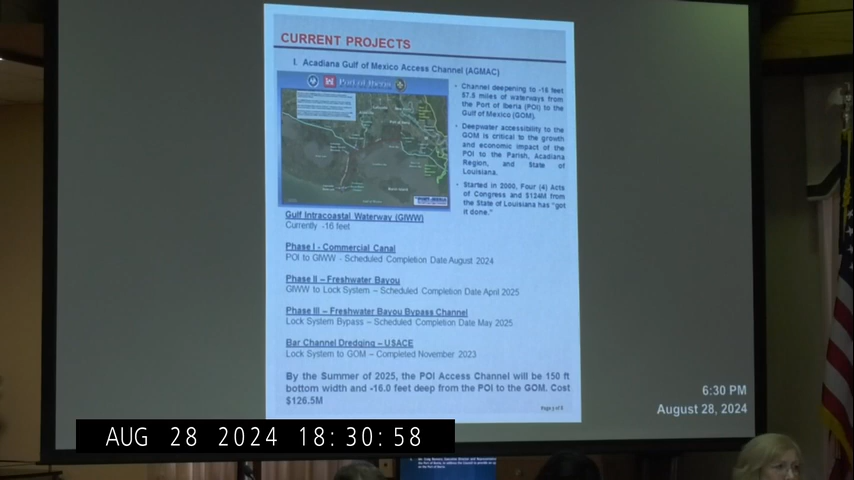 CURRENT PROJECTS
I. Acadiana Gulf of Mexico Access Channel (AGMAC)
Port of Iberia
• Channel deepening to -16 feet
57.5 miles of waterways from
the Port of Iberia (POI) to the
Gulf of Mexico (GOM).
• Deepwater accessibility to the
GOM is critical to the growth
and economic impact of the
POI to the Parish, Acadiana
Region, and State of
Louisiana.
• Started in 2000, Four (4) Acts
of Congress and $124M from
the State of Louisiana has "got
it done."
Gulf Intracoastal Waterway (GIWW)
Currently -16 feet
Phase I - Commercial Canal
POI to GIWW - Scheduled Completion Date August 2024
Phase II – Freshwater Bayou
GIWW to Lock System – Scheduled Completion Date April 2025
Phase III – Freshwater Bayou Bypass Channel
Lock System Bypass – Scheduled Completion Date May 2025
Bar Channel Dredging – USACE
Lock System to GOM – Completed November 2023
By the Summer of 2025, the POI Access Channel will be 150 ft
bottom width and -16.0 feet deep from the POI to the GOM. Cost
$126.5M
6:30 PM
August 28, 2024
AUG 28 2024 18:30:58